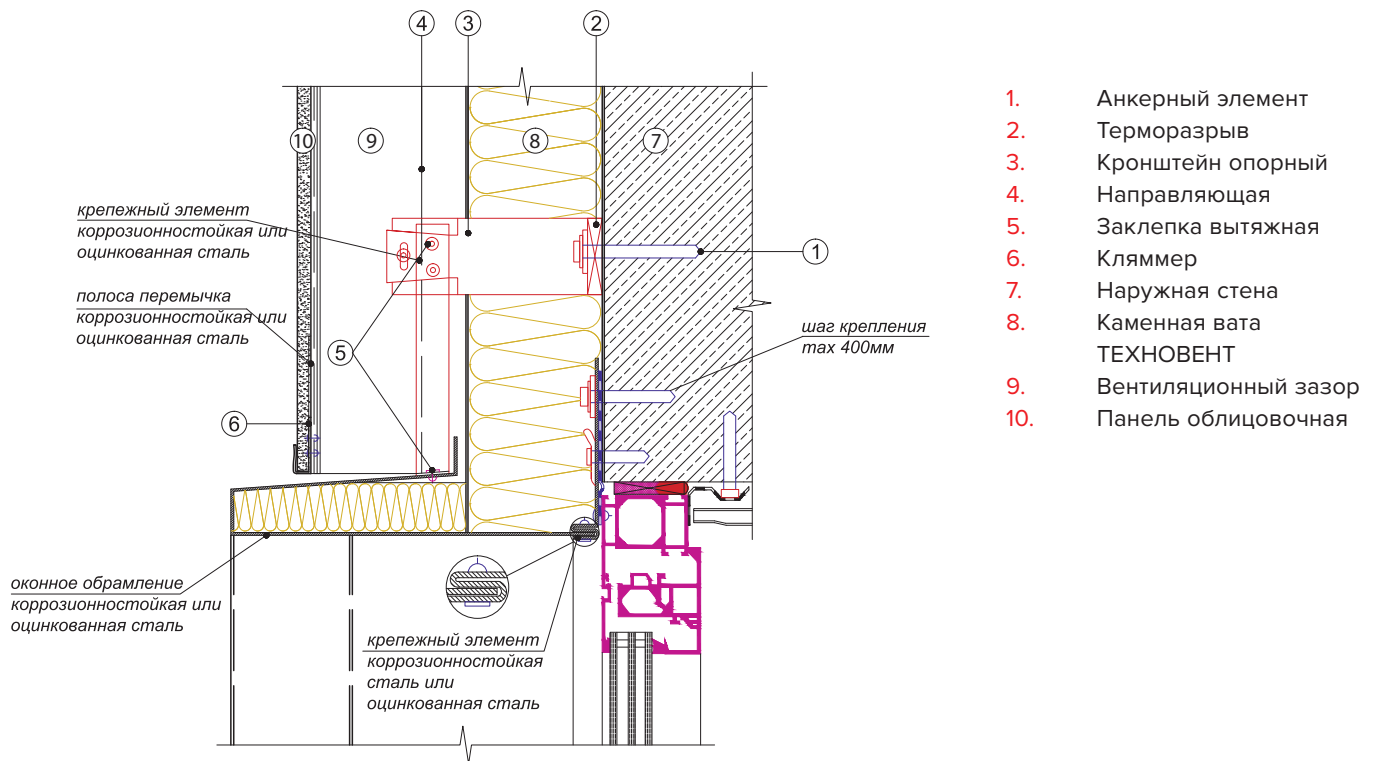 4
3
2
10
9
8
7
крепежный элемент
коррозионностойкая или
оцинкованная сталь
1
полоса перемычка
коррозионностойкая или
оцинкованная сталь
5
шаг крепления
max 400мм
6
оконное обрамление
коррозионностойкая или
оцинкованная сталь
крепежный элемент
коррозионностойкая
сталь или
оцинкованная сталь
1. Анкерный элемент
2. Терморазрыв
3. Кронштейн опорный
4. Направляющая
5. Заклепка вытяжная
6. Кляммер
7. Наружная стена
8. Каменная вата
ТЕХНОВЕНТ
9. Вентиляционный зазор
10. Панель облицовочная